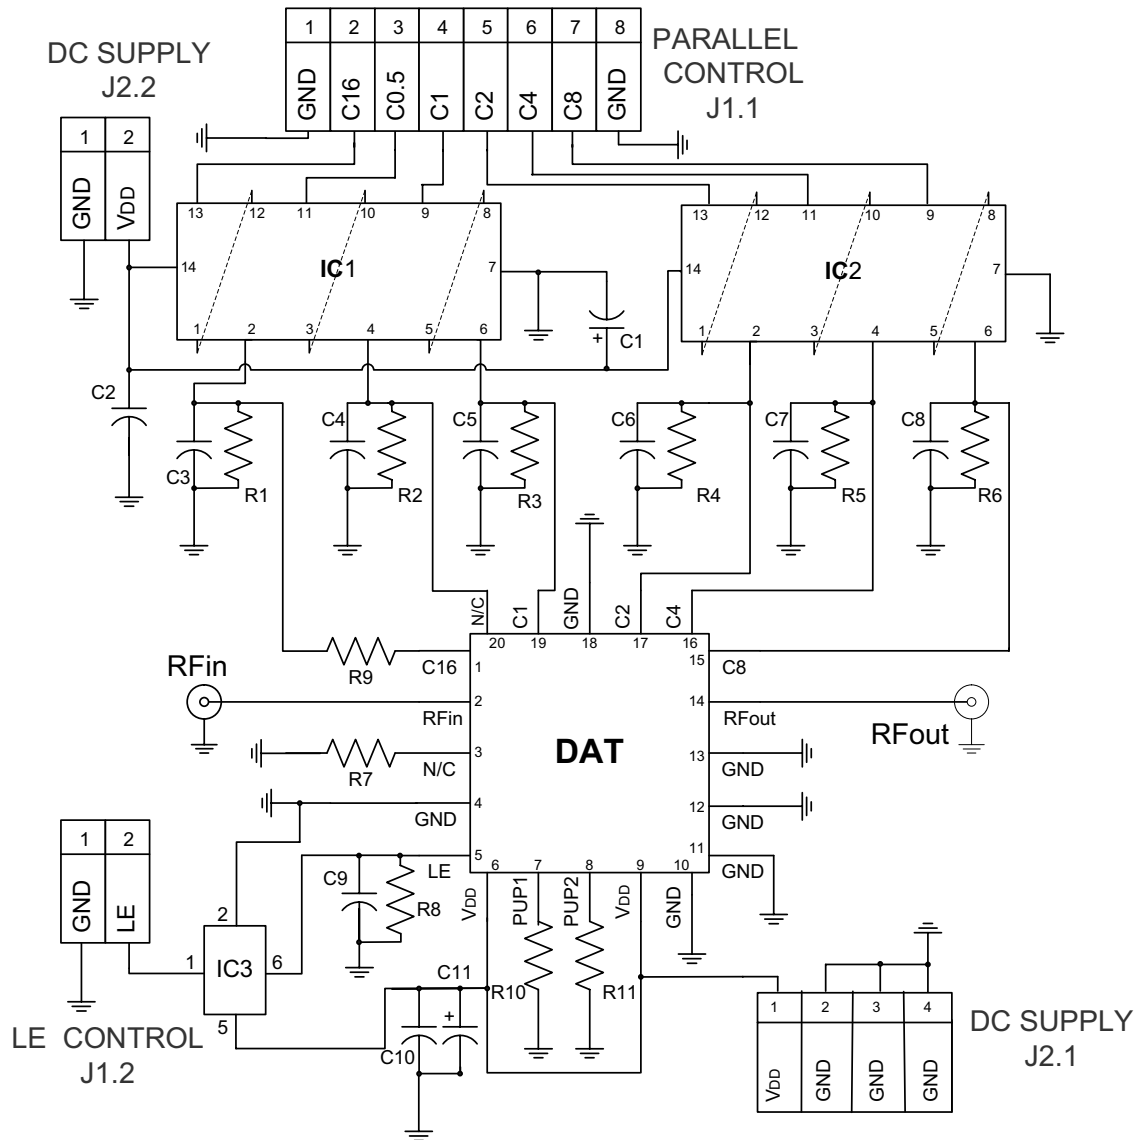 1 2 3 4 5 6 7 8
GND C16 C0.5 C1 C2 C4 C8 GND
PARALLEL
CONTROL
J1.1
DC SUPPLY
J2.2
1 2
GND VDD
13 12 11 10 9 8
14 IC1 7
1 2 3 4 5 6
13 12 11 10 9 8
14 IC2 7
1 2 3 4 5 6
+ C1
C2
C3 R1
C4 R2
C5 R3
C6 R4
C7 R5
C8 R6
N/C C1 GND C2 C4
20 19 18 17 16
R9 C16 1
15 C8
RFin
2 RFin
14 RFout
RFout
DAT
R7 N/C 3
13 GND
4 GND
12 GND
5 LE
11 GND
6 7 8 9 10
VDD PUP1 PUP2 VDD GND
C9 R8
R10 R11
C10 + C11
1 2
GND LE
2
1 IC3 6
5
LE CONTROL
J1.2
1 2 3 4
VDD GND GND GND
DC SUPPLY
J2.1